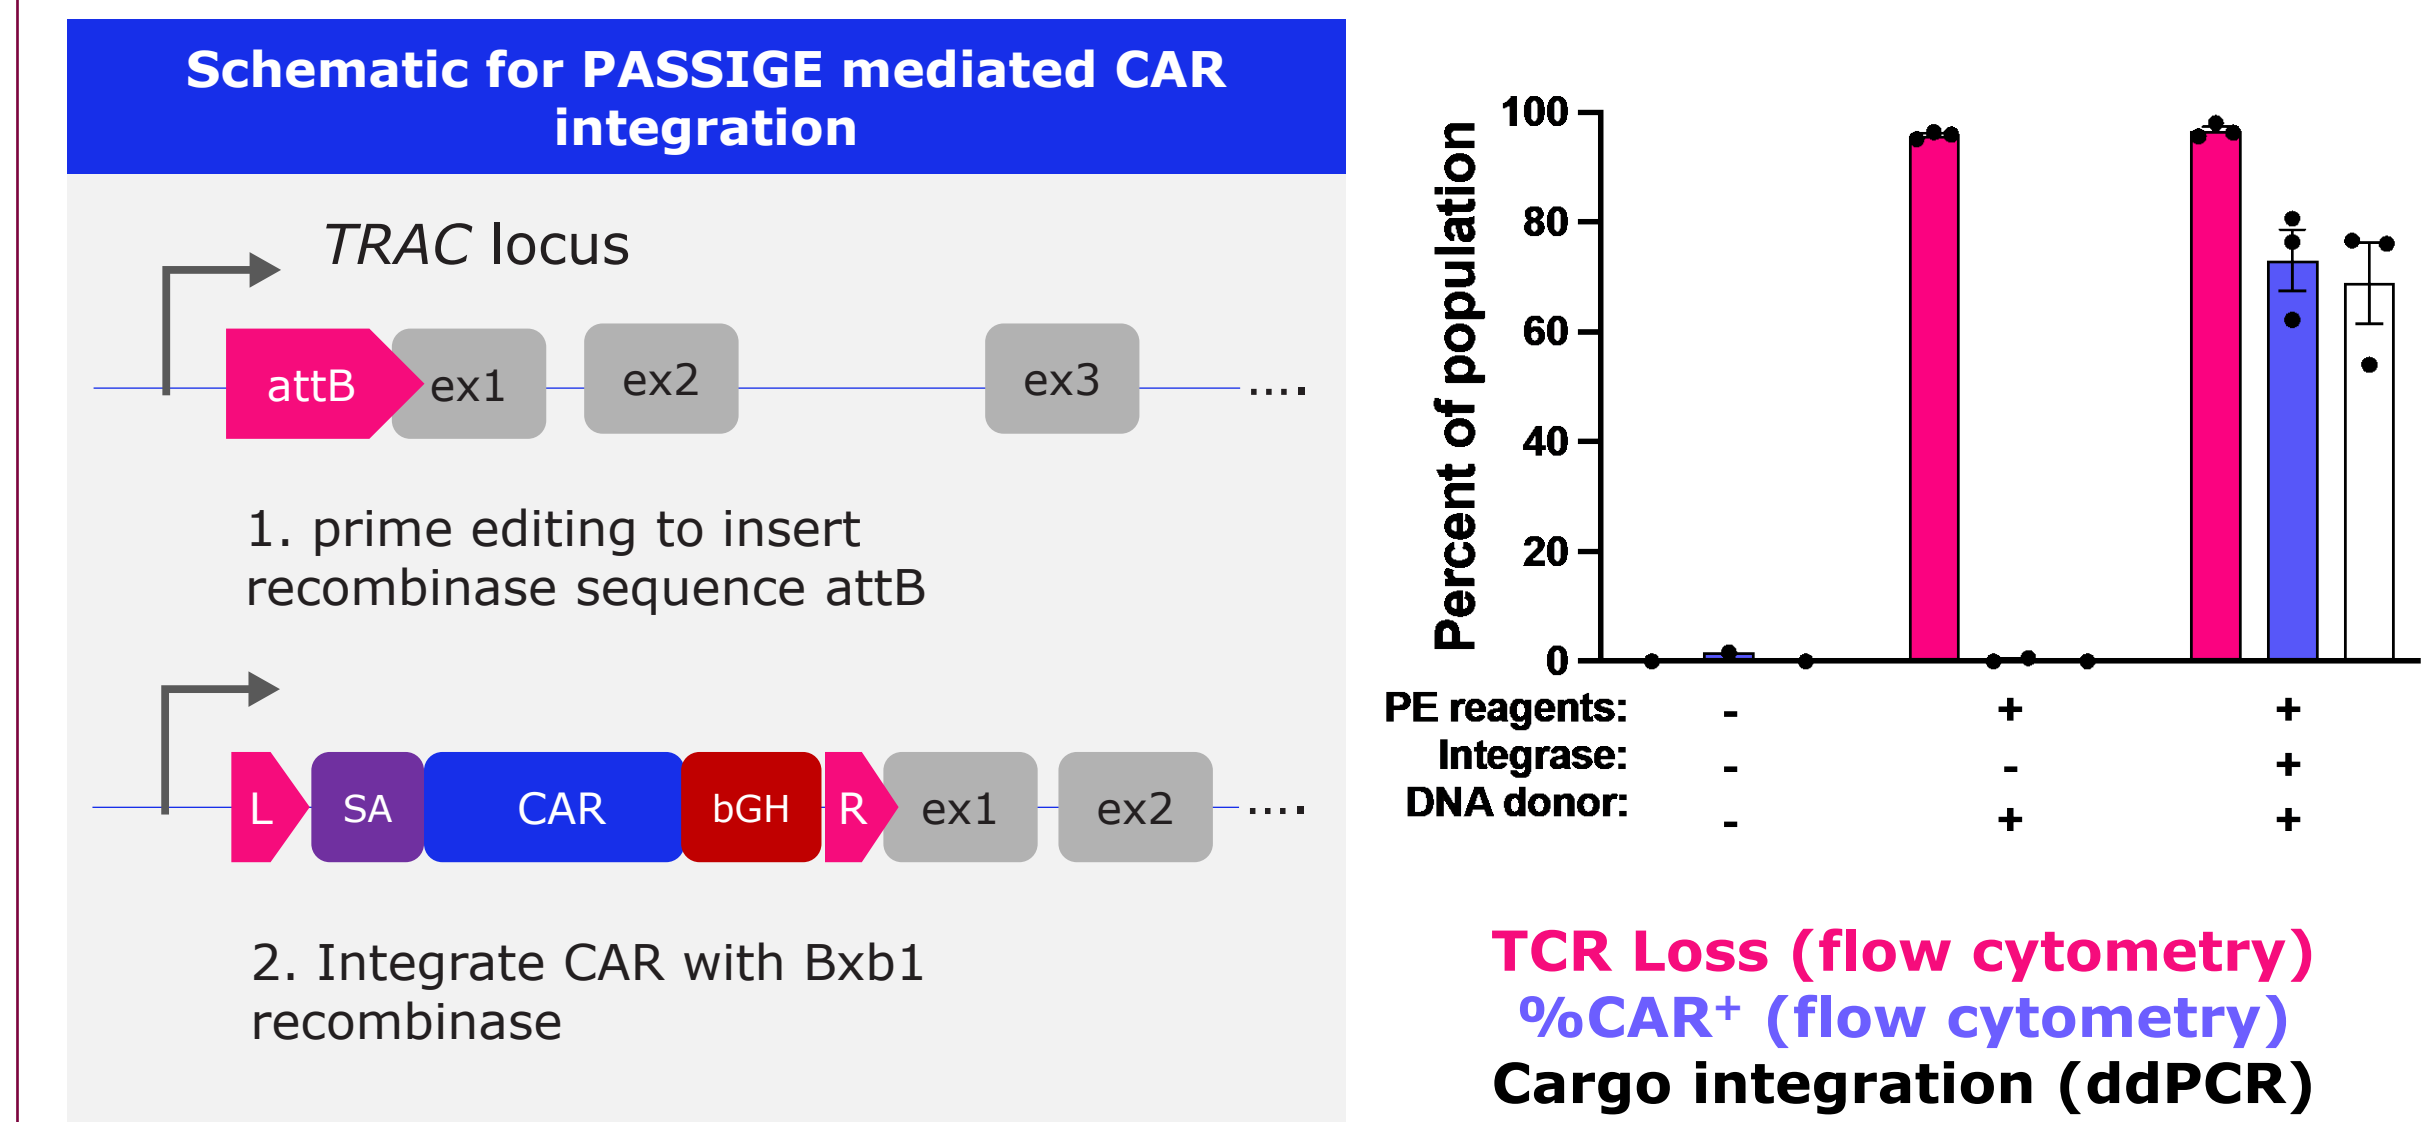 Schematic for PASSIGE mediated CAR
integration
TRAC locus
attB
ex1
ex2
ex3
....
1. prime editing to insert
recombinase sequence attB
L
SA
CAR
bGH
R
ex1
ex2
....
2. Integrate CAR with Bxb1
recombinase
Percent of population
100
80
60
40
20
0
PE reagents: - + +
Integrase: - - +
DNA donor: - + +
TCR Loss (flow cytometry)
%CAR⁺ (flow cytometry)
Cargo integration (ddPCR)